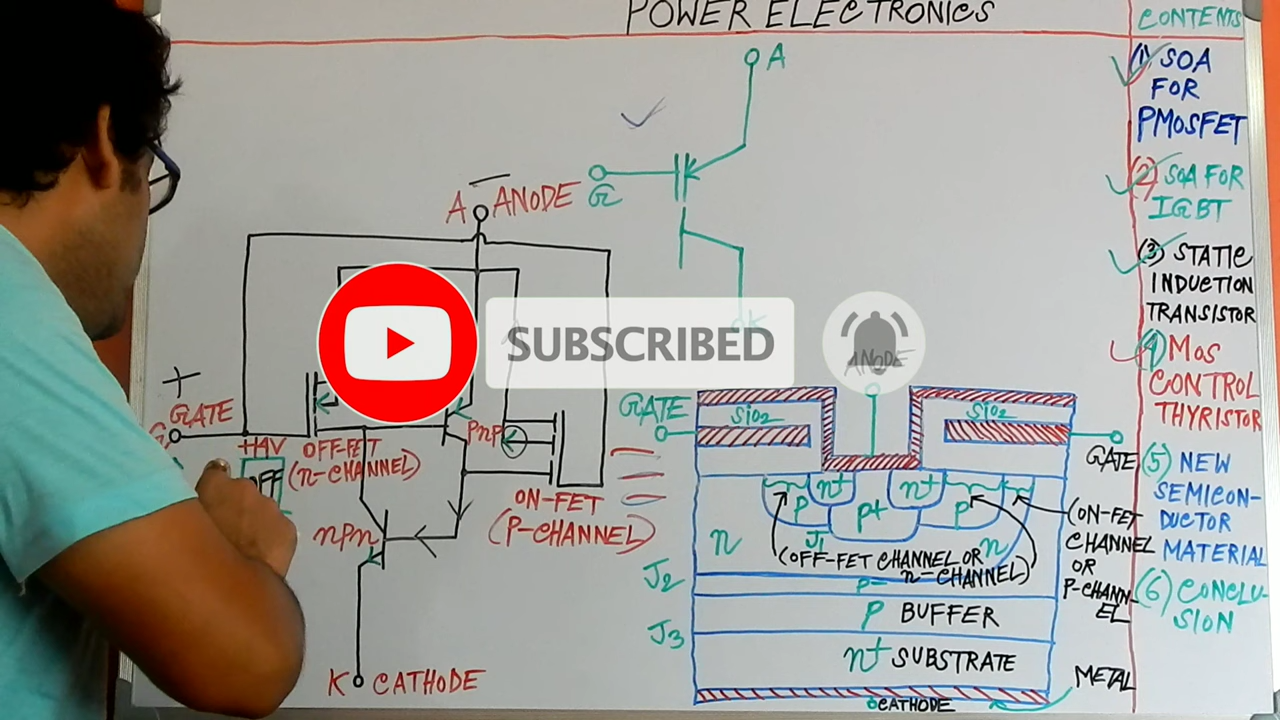 POWER ELECTRONICS
CONTENTS
(1) SOA
FOR
PMOSFET
(2) SOA FOR
IGBT
(3) STATIC
INDUCTION
TRANSISTOR
(4) MOS
CONTROL
THYRISTOR
(5) NEW
SEMICON-
DUCTOR
MATERIAL
(6) CONCLU-
SION
A
G
A ANODE
SUBSCRIBED
ANODE
+
GATE
G
+4V
OFF
OFF-FET
(n-CHANNEL)
pnp
ON-FET
(P-CHANNEL)
npn
K CATHODE
GATE
SiO2
SiO2
GATE
n+
n+
P
P+
P
J1
n
n
(OFF-FET CHANNEL OR
n-CHANNEL)
(ON-FET
CHANNEL
OR
P-CHANN-
EL
J2
P-
P BUFFER
J3
n+ SUBSTRATE
METAL
CATHODE